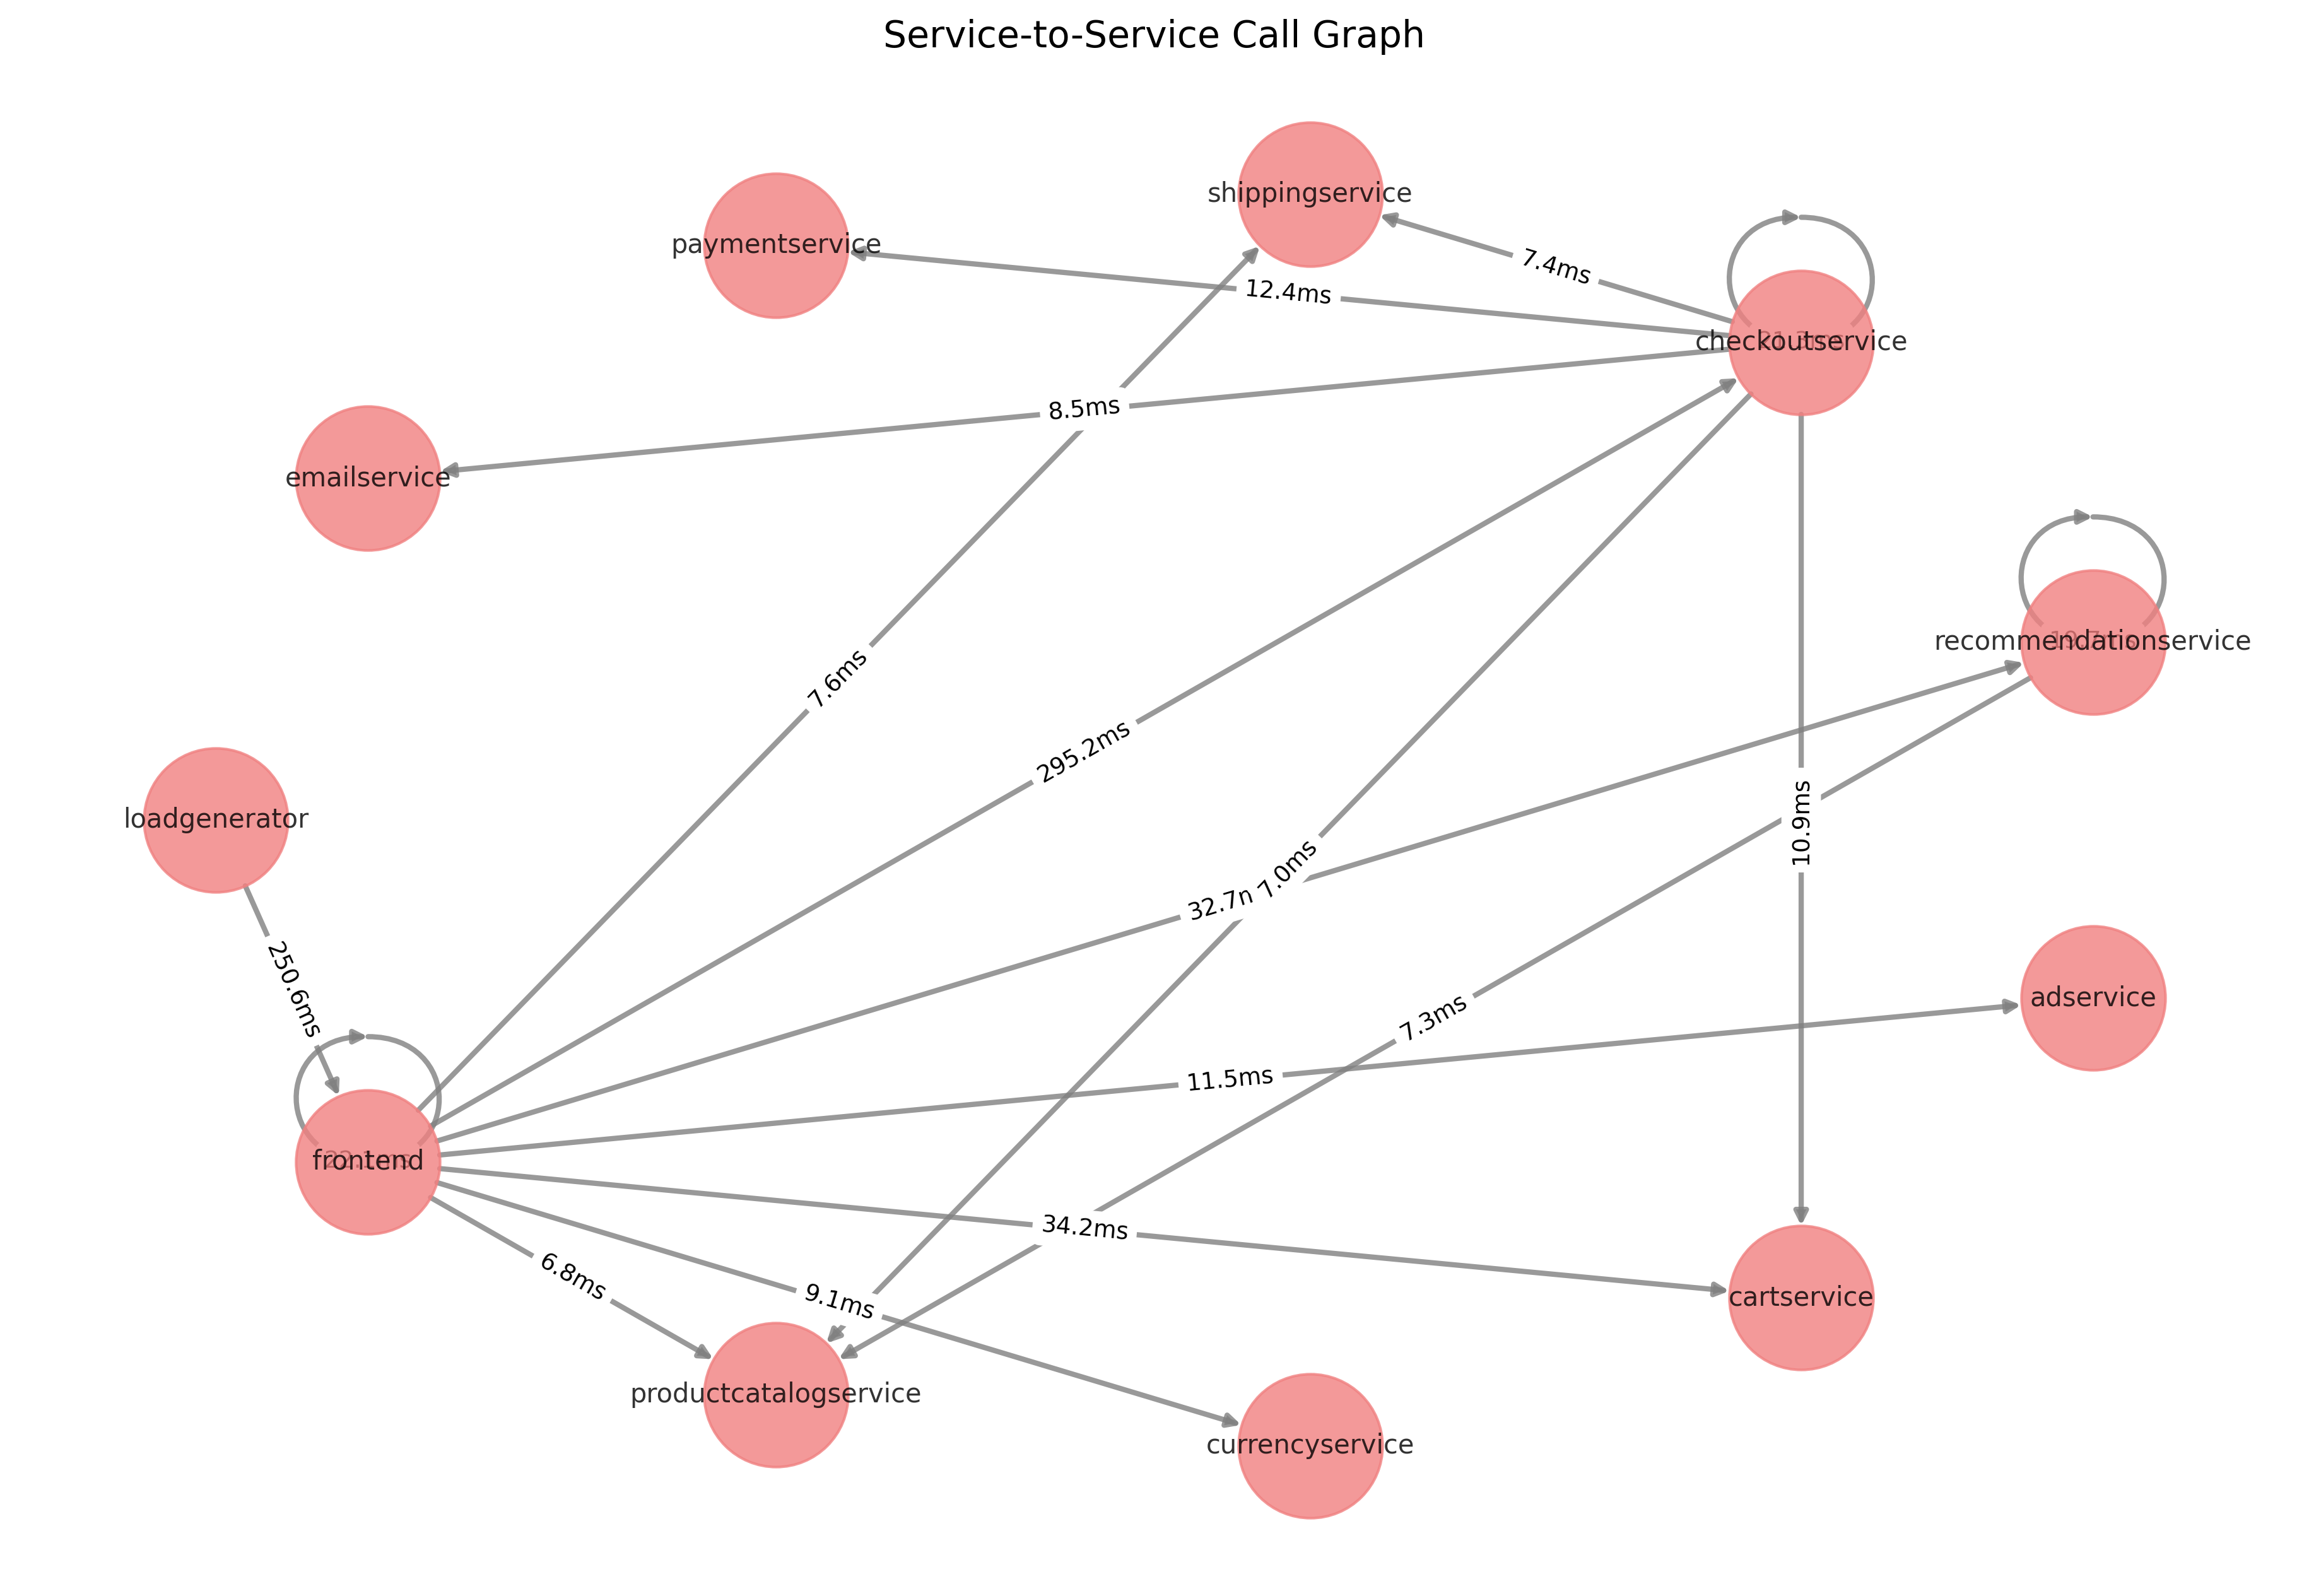 Service-to-Service Call Graph
shippingservice
paymentservice
7.4ms
12.4ms
checkoutservice
8.5ms
emailservice
recommendationservice
7.6ms
295.2ms
loadgenerator
10.9ms
7.0ms
32.7n
250.6ms
adservice
7.3ms
11.5ms
frontend
34.2ms
6.8ms
9.1ms
cartservice
productcatalogservice
currencyservice